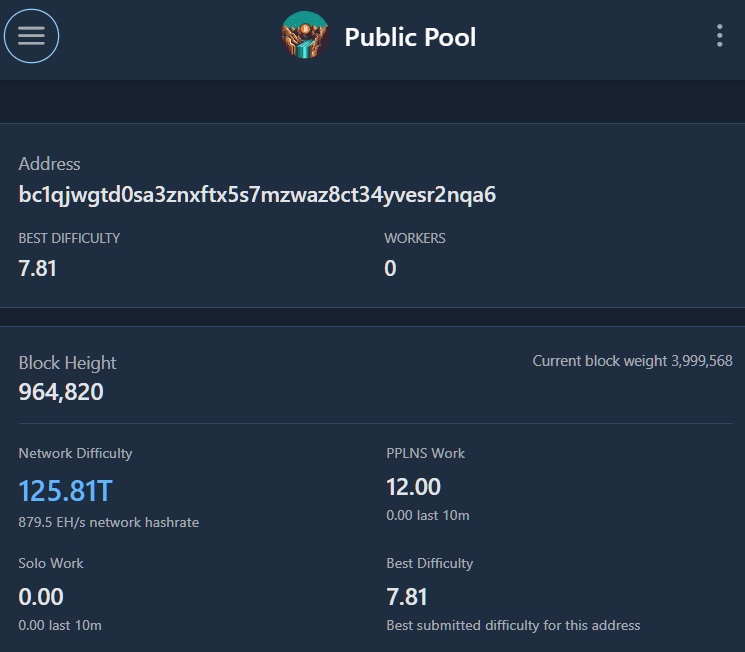 Public Pool
Address
bc1qjwgtd0sa3znxftx5s7mzwaz8ct34yvesr2nqa6
BEST DIFFICULTY
WORKERS
7.81
0
Block Height
Current block weight 3,999,568
964,820
Network Difficulty
PPLNS Work
125.81T
12.00
879.5 EH/s network hashrate
0.00 last 10m
Solo Work
Best Difficulty
0.00
7.81
0.00 last 10m
Best submitted difficulty for this address